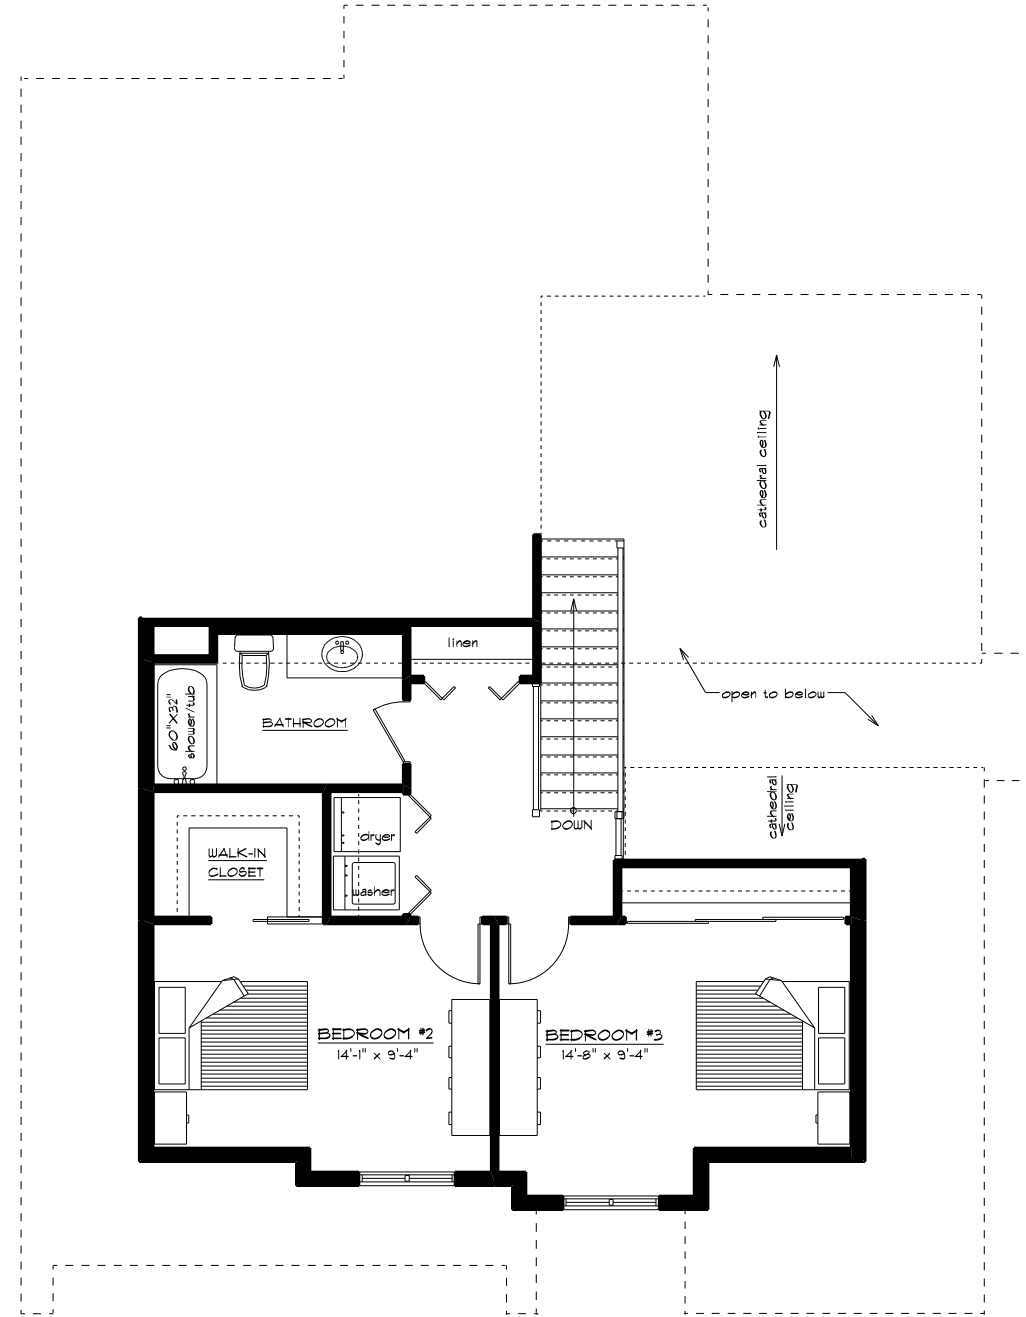 cathedral ceiling
linen
open to below
60"X32"
shower/tub
BATHROOM
cathedral
ceiling
DOWN
dryer
WALK-IN
CLOSET
washer
BEDROOM #2
14'-1" x 9'-4"
BEDROOM #3
14'-8" x 9'-4"